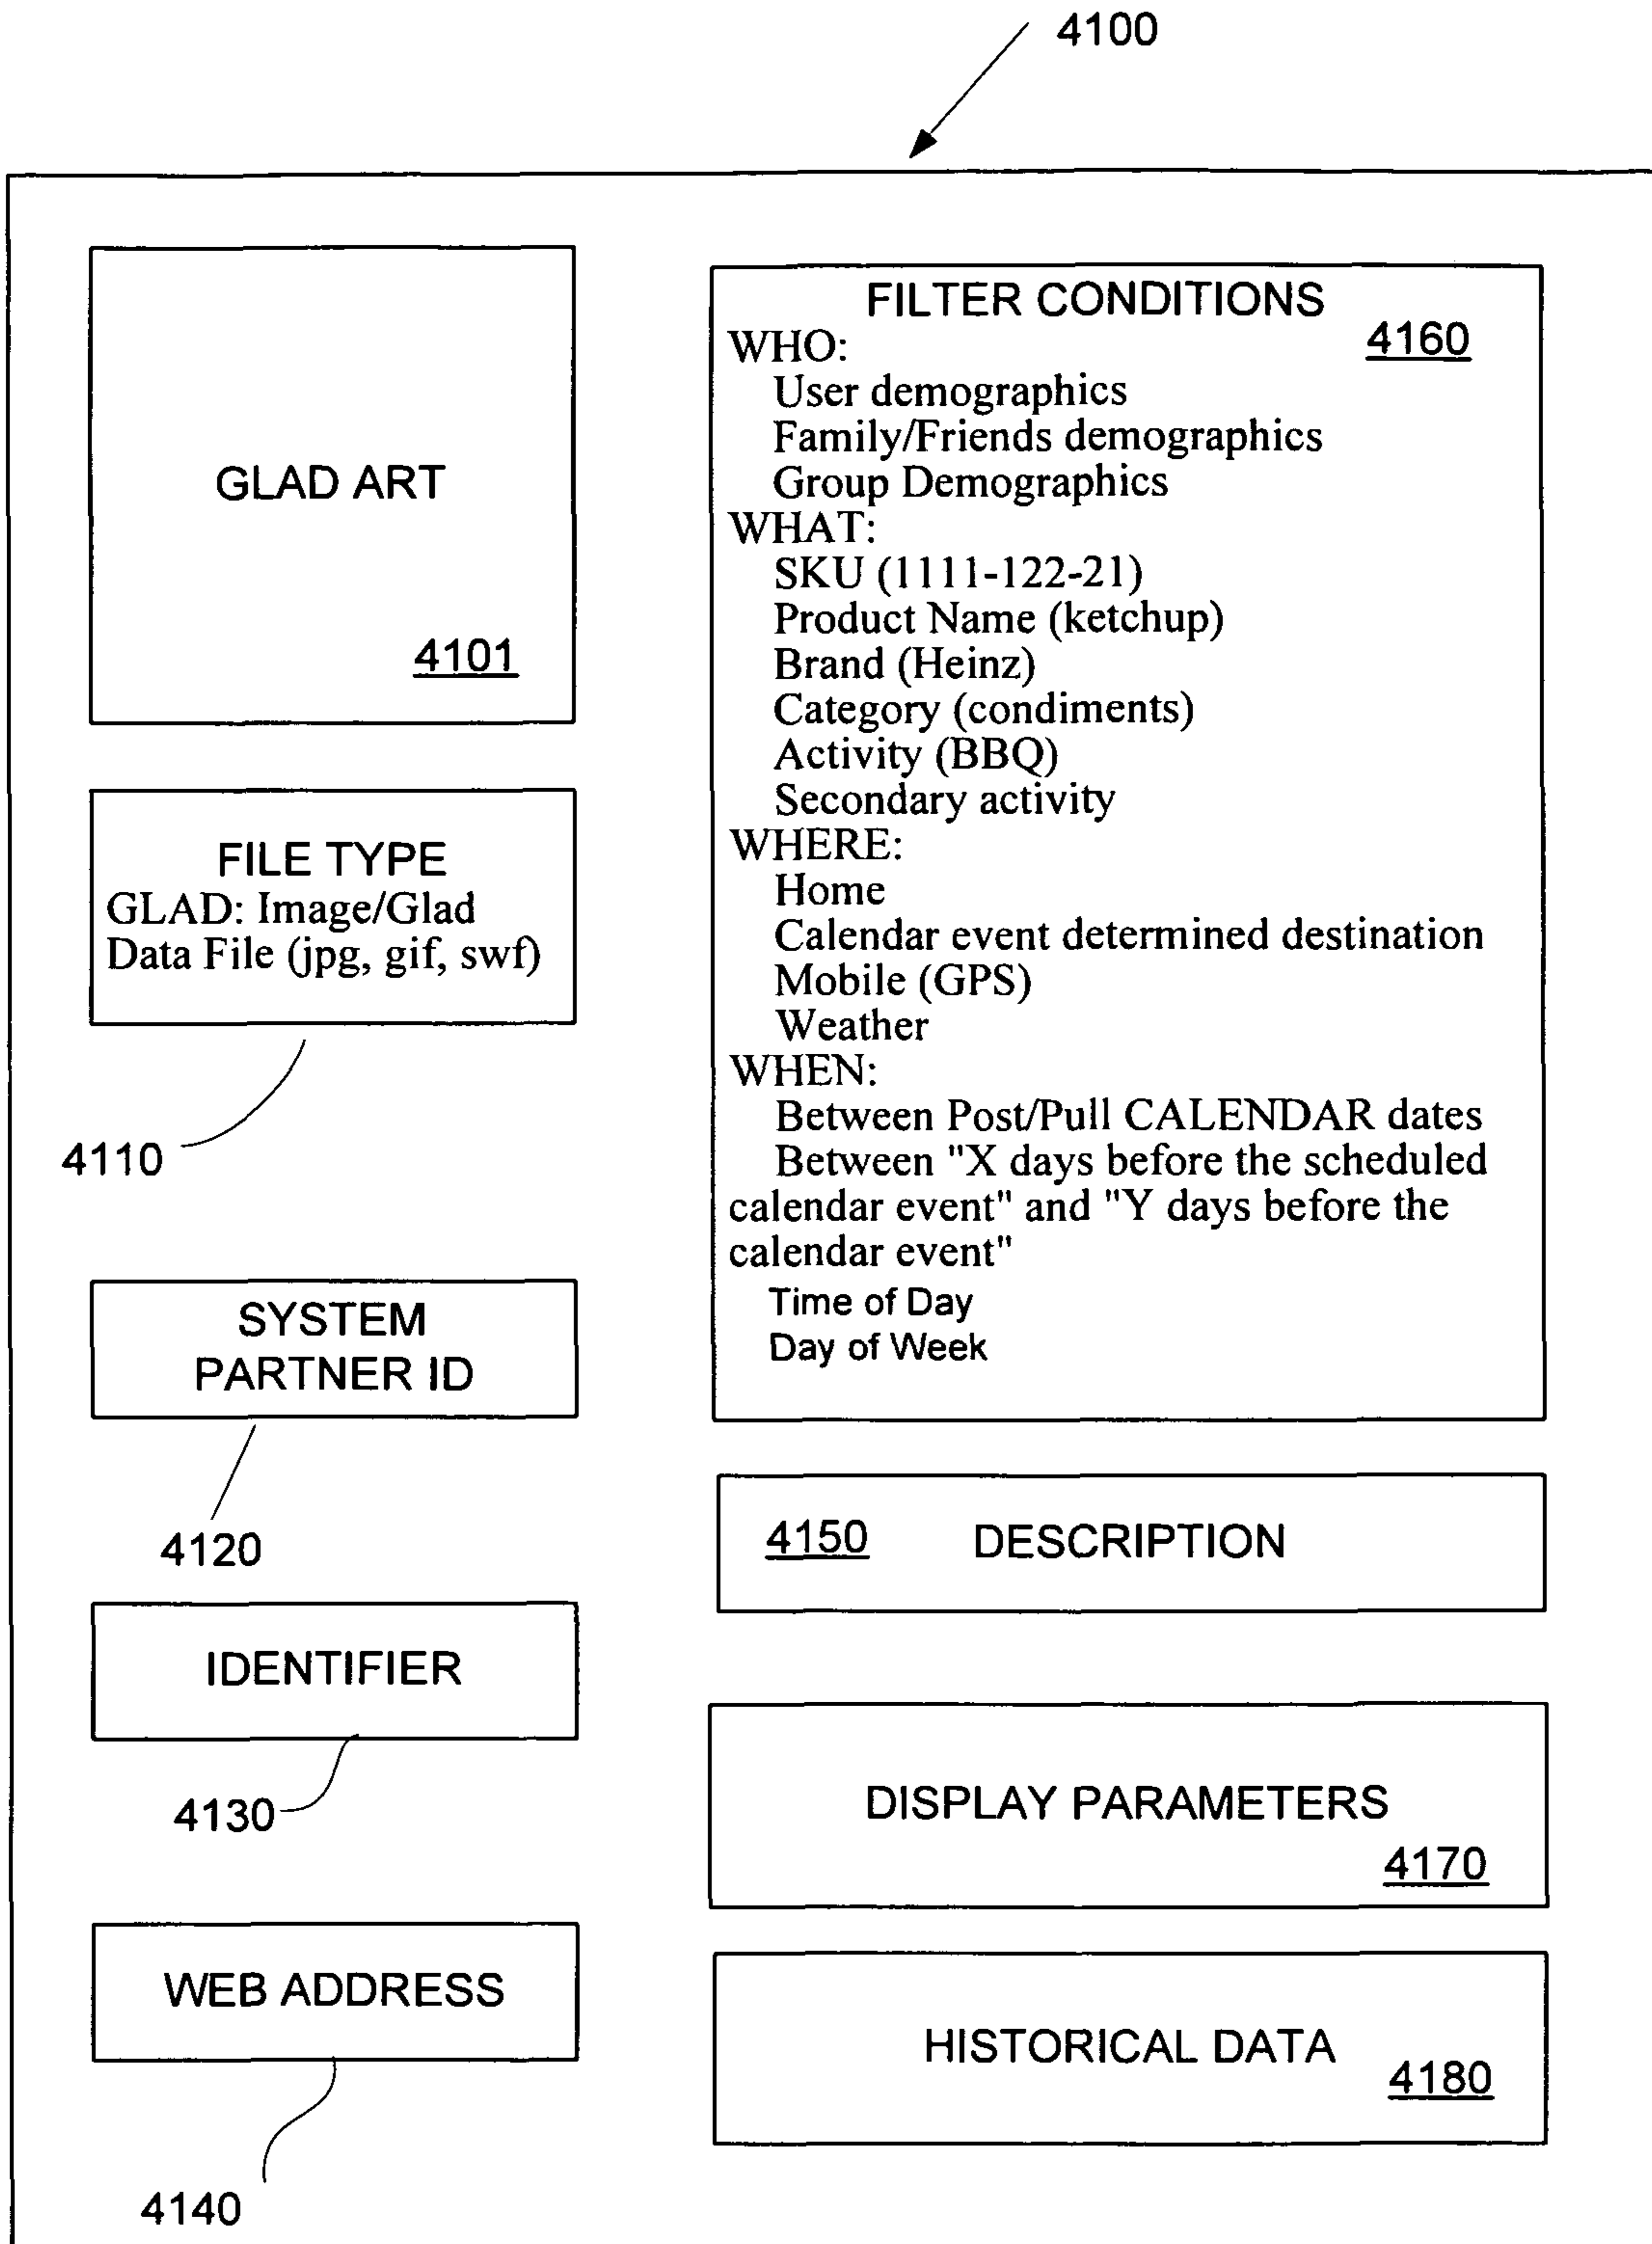 4100
GLAD ART
4101
FILE TYPE
GLAD: Image/Glad
Data File (jpg, gif, swf)
4110
SYSTEM
PARTNER ID
4120
IDENTIFIER
4130
WEB ADDRESS
4140
FILTER CONDITIONS
4160
WHO:
User demographics
Family/Friends demographics
Group Demographics
WHAT:
SKU (1111-122-21)
Product Name (ketchup)
Brand (Heinz)
Category (condiments)
Activity (BBQ)
Secondary activity
WHERE:
Home
Calendar event determined destination
Mobile (GPS)
Weather
WHEN:
Between Post/Pull CALENDAR dates
Between "X days before the scheduled
calendar event" and "Y days before the
calendar event"
Time of Day
Day of Week
4150 DESCRIPTION
DISPLAY PARAMETERS
4170
HISTORICAL DATA
4180